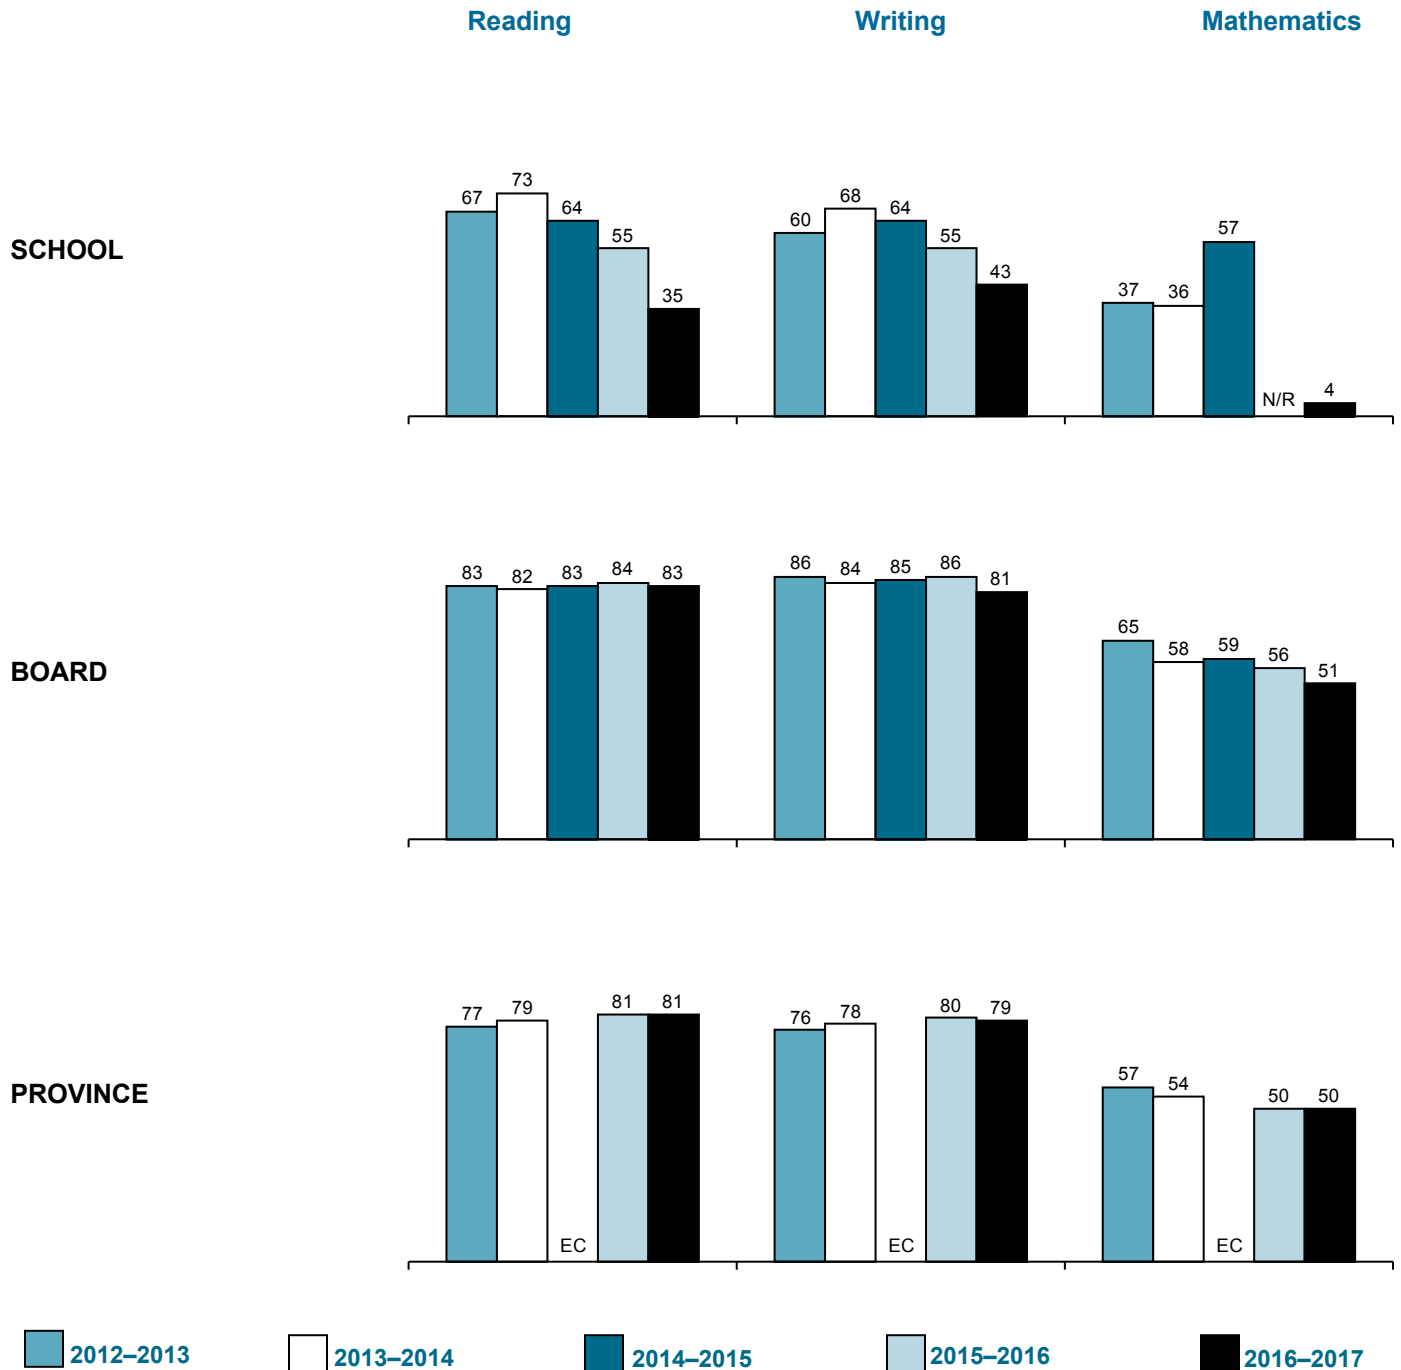 Reading Writing Mathematics
SCHOOL
67 73 64 55 35
60 68 64 55 43
37 36 57 N/R 4
BOARD
83 82 83 84 83
86 84 85 86 81
65 58 59 56 51
PROVINCE
77 79 EC 81 81
76 78 EC 80 79
57 54 EC 50 50
2012–2013 2013–2014 2014–2015 2015–2016 2016–2017